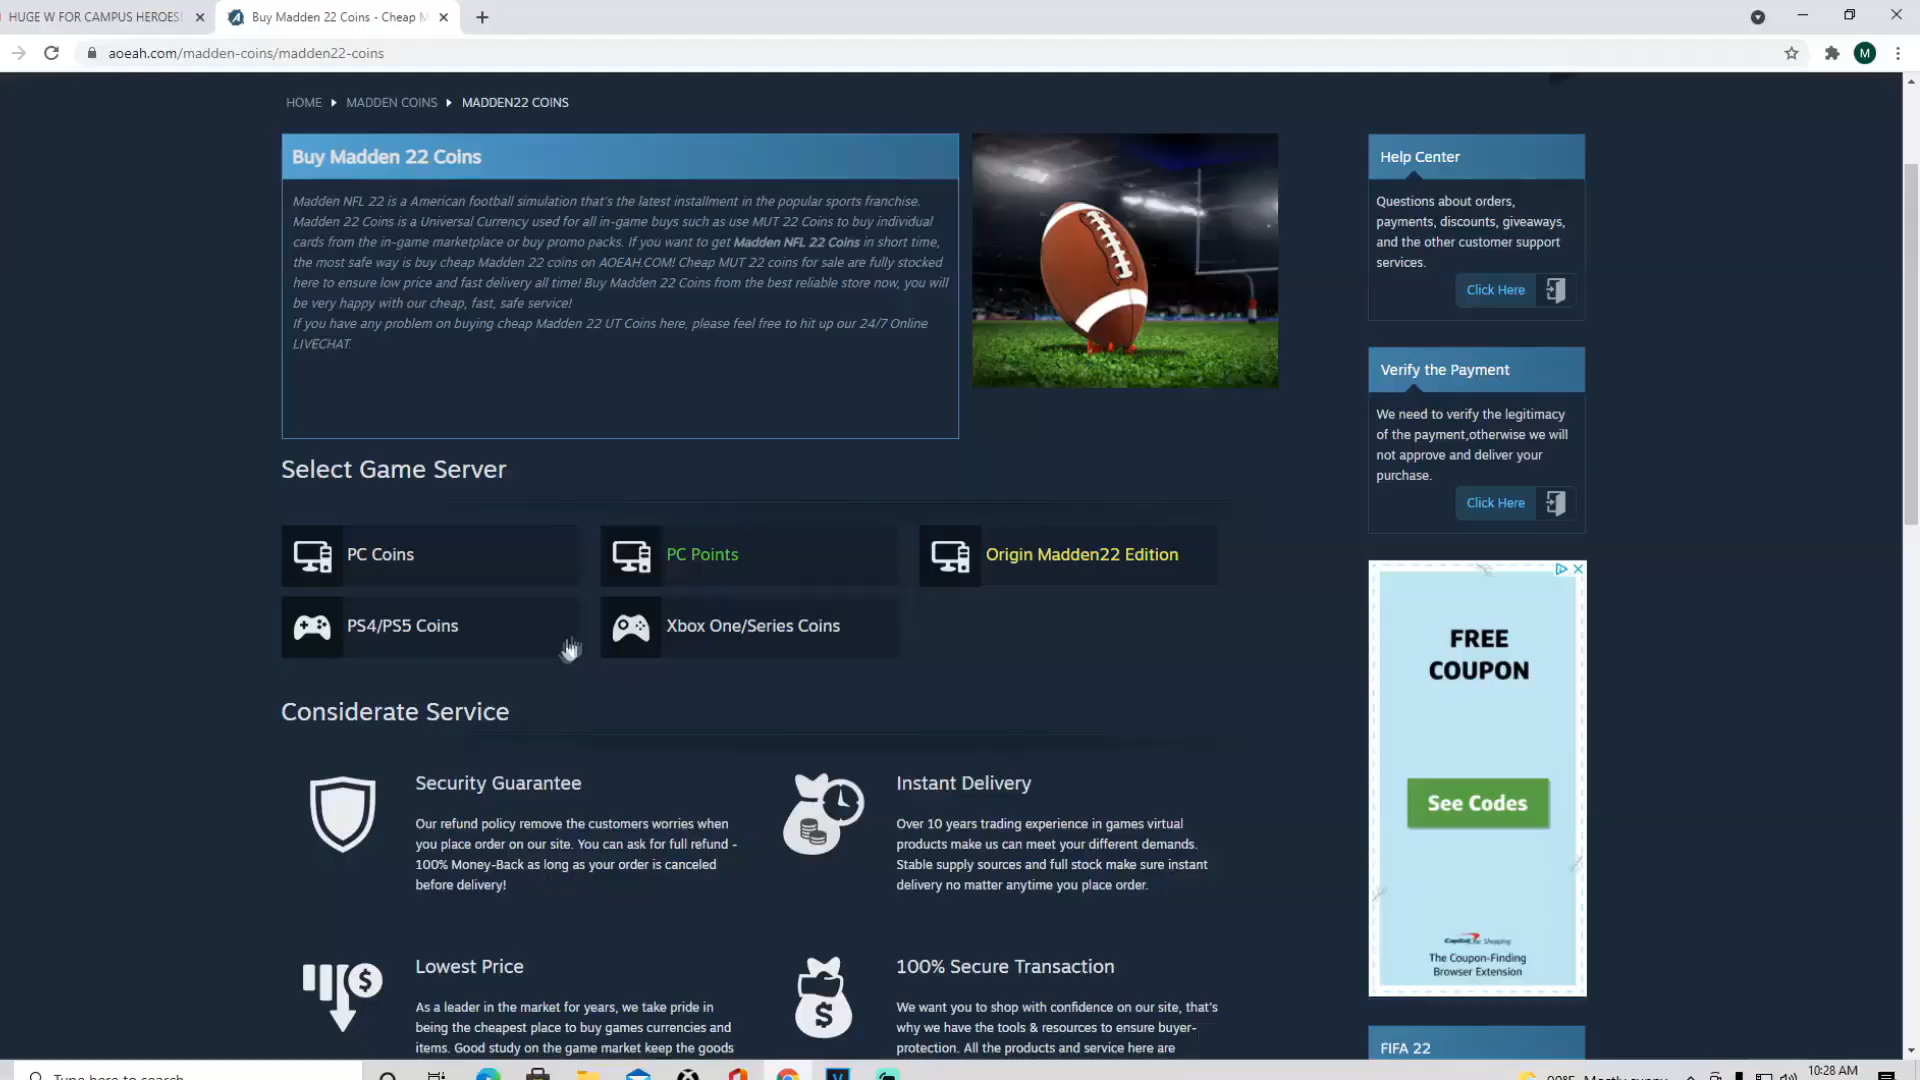 HUGE W FOR CAMPUS HEROES!
Buy Madden 22 Coins - Cheap M
aoeah.com/madden-coins/madden22-coins
M
HOME MADDEN COINS MADDEN22 COINS
Buy Madden 22 Coins
Madden NFL 22 is a American football simulation that's the latest installment in the popular sports franchise.
Madden 22 Coins is a Universal Currency used for all in-game buys such as use MUT 22 Coins to buy individual
cards from the in-game marketplace or buy promo packs. If you want to get Madden NFL 22 Coins in short time,
the most safe way is buy cheap Madden 22 coins on AOEAH.COM! Cheap MUT 22 coins for sale are fully stocked
here to ensure low price and fast delivery all time! Buy Madden 22 Coins from the best reliable store now, you will
be very happy with our cheap, fast, safe service!
If you have any problem on buying cheap Madden 22 UT Coins here, please feel free to hit up our 24/7 Online
LIVECHAT.
Help Center
Questions about orders,
payments, discounts, giveaways,
and the other customer support
services.
Click Here
Verify the Payment
We need to verify the legitimacy
of the payment,otherwise we will
not approve and deliver your
purchase.
Click Here
Select Game Server
PC Coins
PC Points
Origin Madden22 Edition
PS4/PS5 Coins
Xbox One/Series Coins
Considerate Service
Security Guarantee
Our refund policy remove the customers worries when
you place order on our site. You can ask for full refund -
100% Money-Back as long as your order is canceled
before delivery!
Instant Delivery
Over 10 years trading experience in games virtual
products make us can meet your different demands.
Stable supply sources and full stock make sure instant
delivery no matter anytime you place order.
Lowest Price
As a leader in the market for years, we take pride in
being the cheapest place to buy games currencies and
items. Good study on the game market keep the goods
100% Secure Transaction
We want you to shop with confidence on our site, that's
why we have the tools & resources to ensure buyer-
protection. All the products and service here are
FREE
COUPON
See Codes
Capital One Shopping
The Coupon-Finding
Browser Extension
FIFA 22
Type here to search
90°F Mostly sunny
10:28 AM